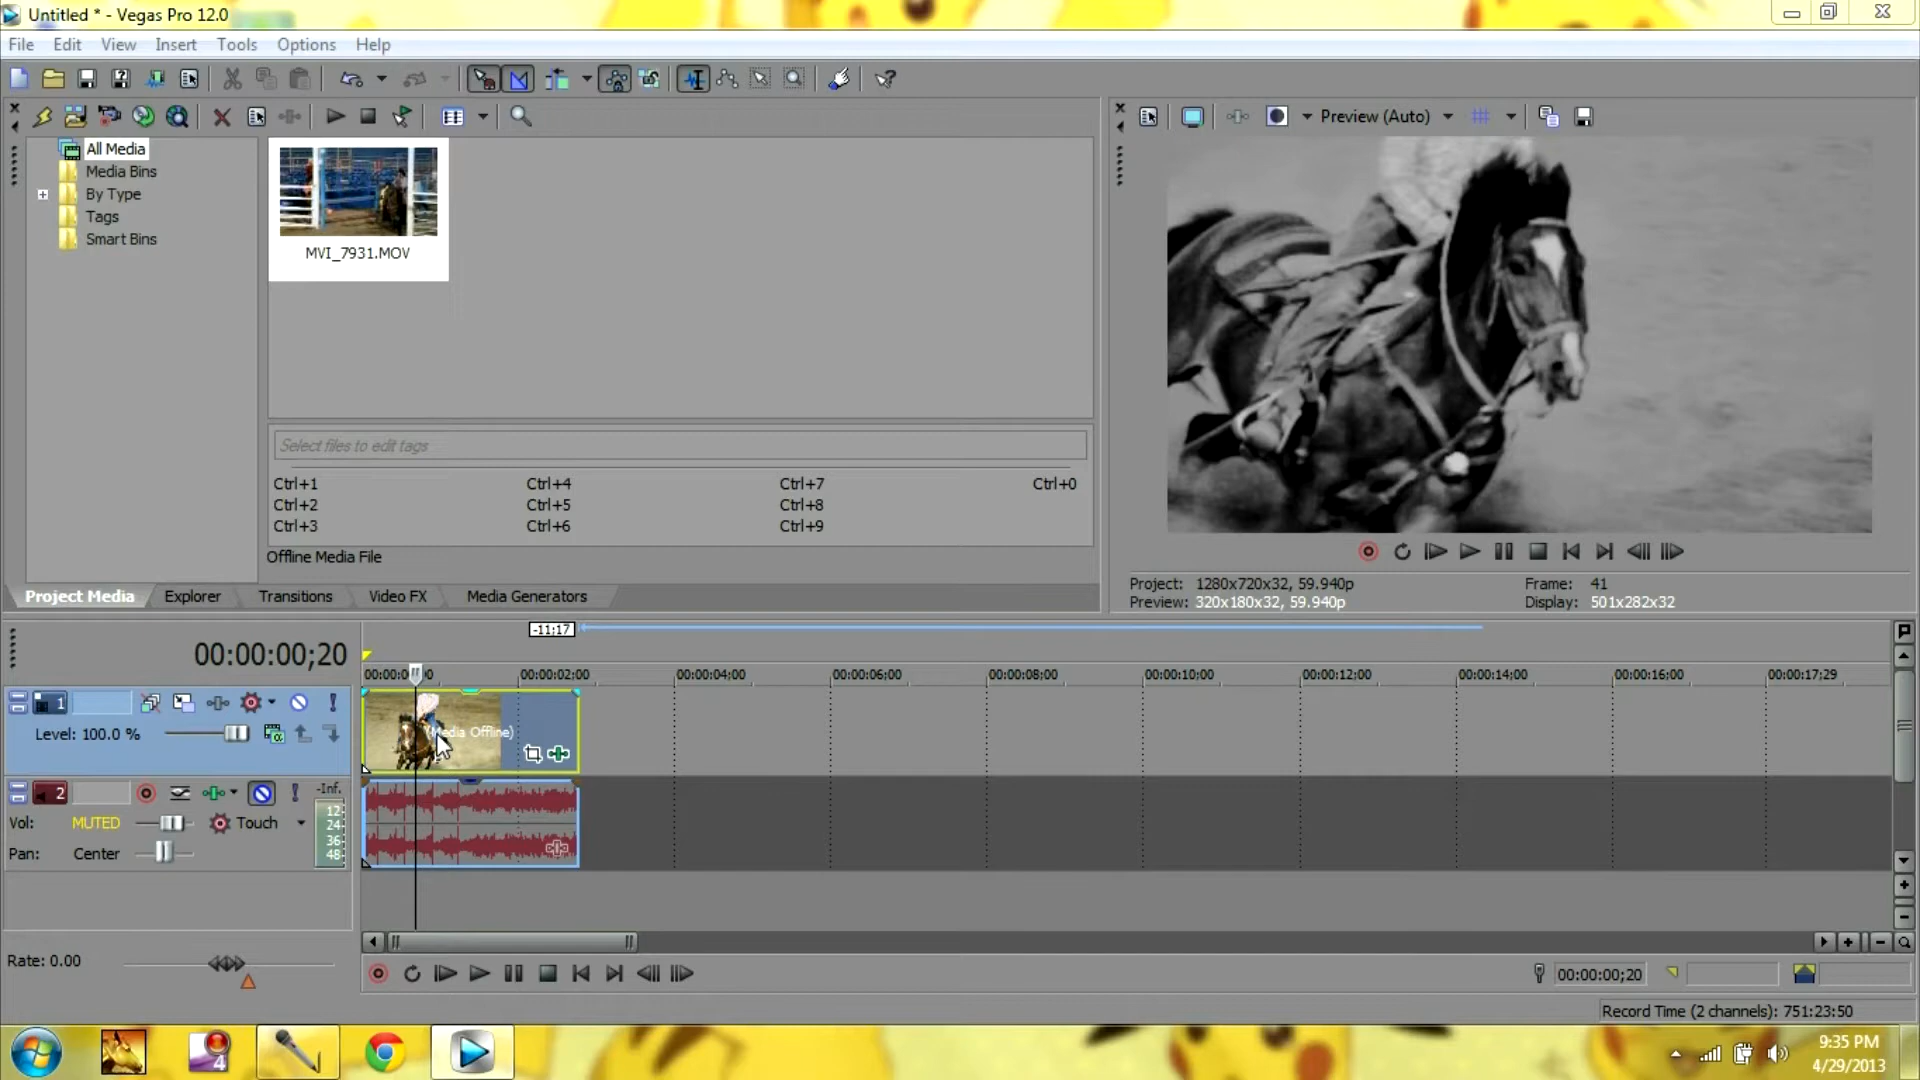 Untitled * - Vegas Pro 12.0
File Edit View Insert Tools Options Help
Preview (Auto)
All Media
Media Bins
By Type
Tags
Smart Bins
MVI_7931.MOV
Select files to edit tags
Ctrl+1 Ctrl+4 Ctrl+7 Ctrl+0
Ctrl+2 Ctrl+5 Ctrl+8
Ctrl+3 Ctrl+6 Ctrl+9
Offline Media File
Project Media Explorer Transitions Video FX Media Generators
Project: 1280x720x32, 59.940p Frame: 41
Preview: 320x180x32, 59.940p Display: 501x282x32
-11;17
00:00:00;20
00:00:02;00 00:00:04;00 00:00:06;00 00:00:08;00 00:00:10;00 00:00:12;00 00:00:14;00 00:00:16;00 00:00:17;29
1
Level: 100.0 %
(Media Offline)
2
-Inf.
12
24
36
48
Vol: MUTED Touch
Pan: Center
Rate: 0.00
00:00:00;20
Record Time (2 channels): 751:23:50
4
9:35 PM
4/29/2013